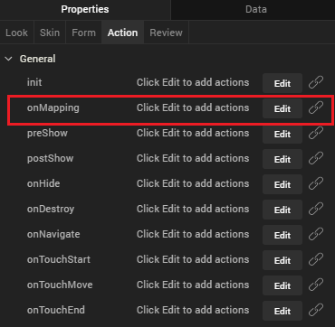 Properties Data
Look Skin Form Action Review
General
init Click Edit to add actions Edit
onMapping Click Edit to add actions Edit
preShow Click Edit to add actions Edit
postShow Click Edit to add actions Edit
onHide Click Edit to add actions Edit
onDestroy Click Edit to add actions Edit
onNavigate Click Edit to add actions Edit
onTouchStart Click Edit to add actions Edit
onTouchMove Click Edit to add actions Edit
onTouchEnd Click Edit to add actions Edit